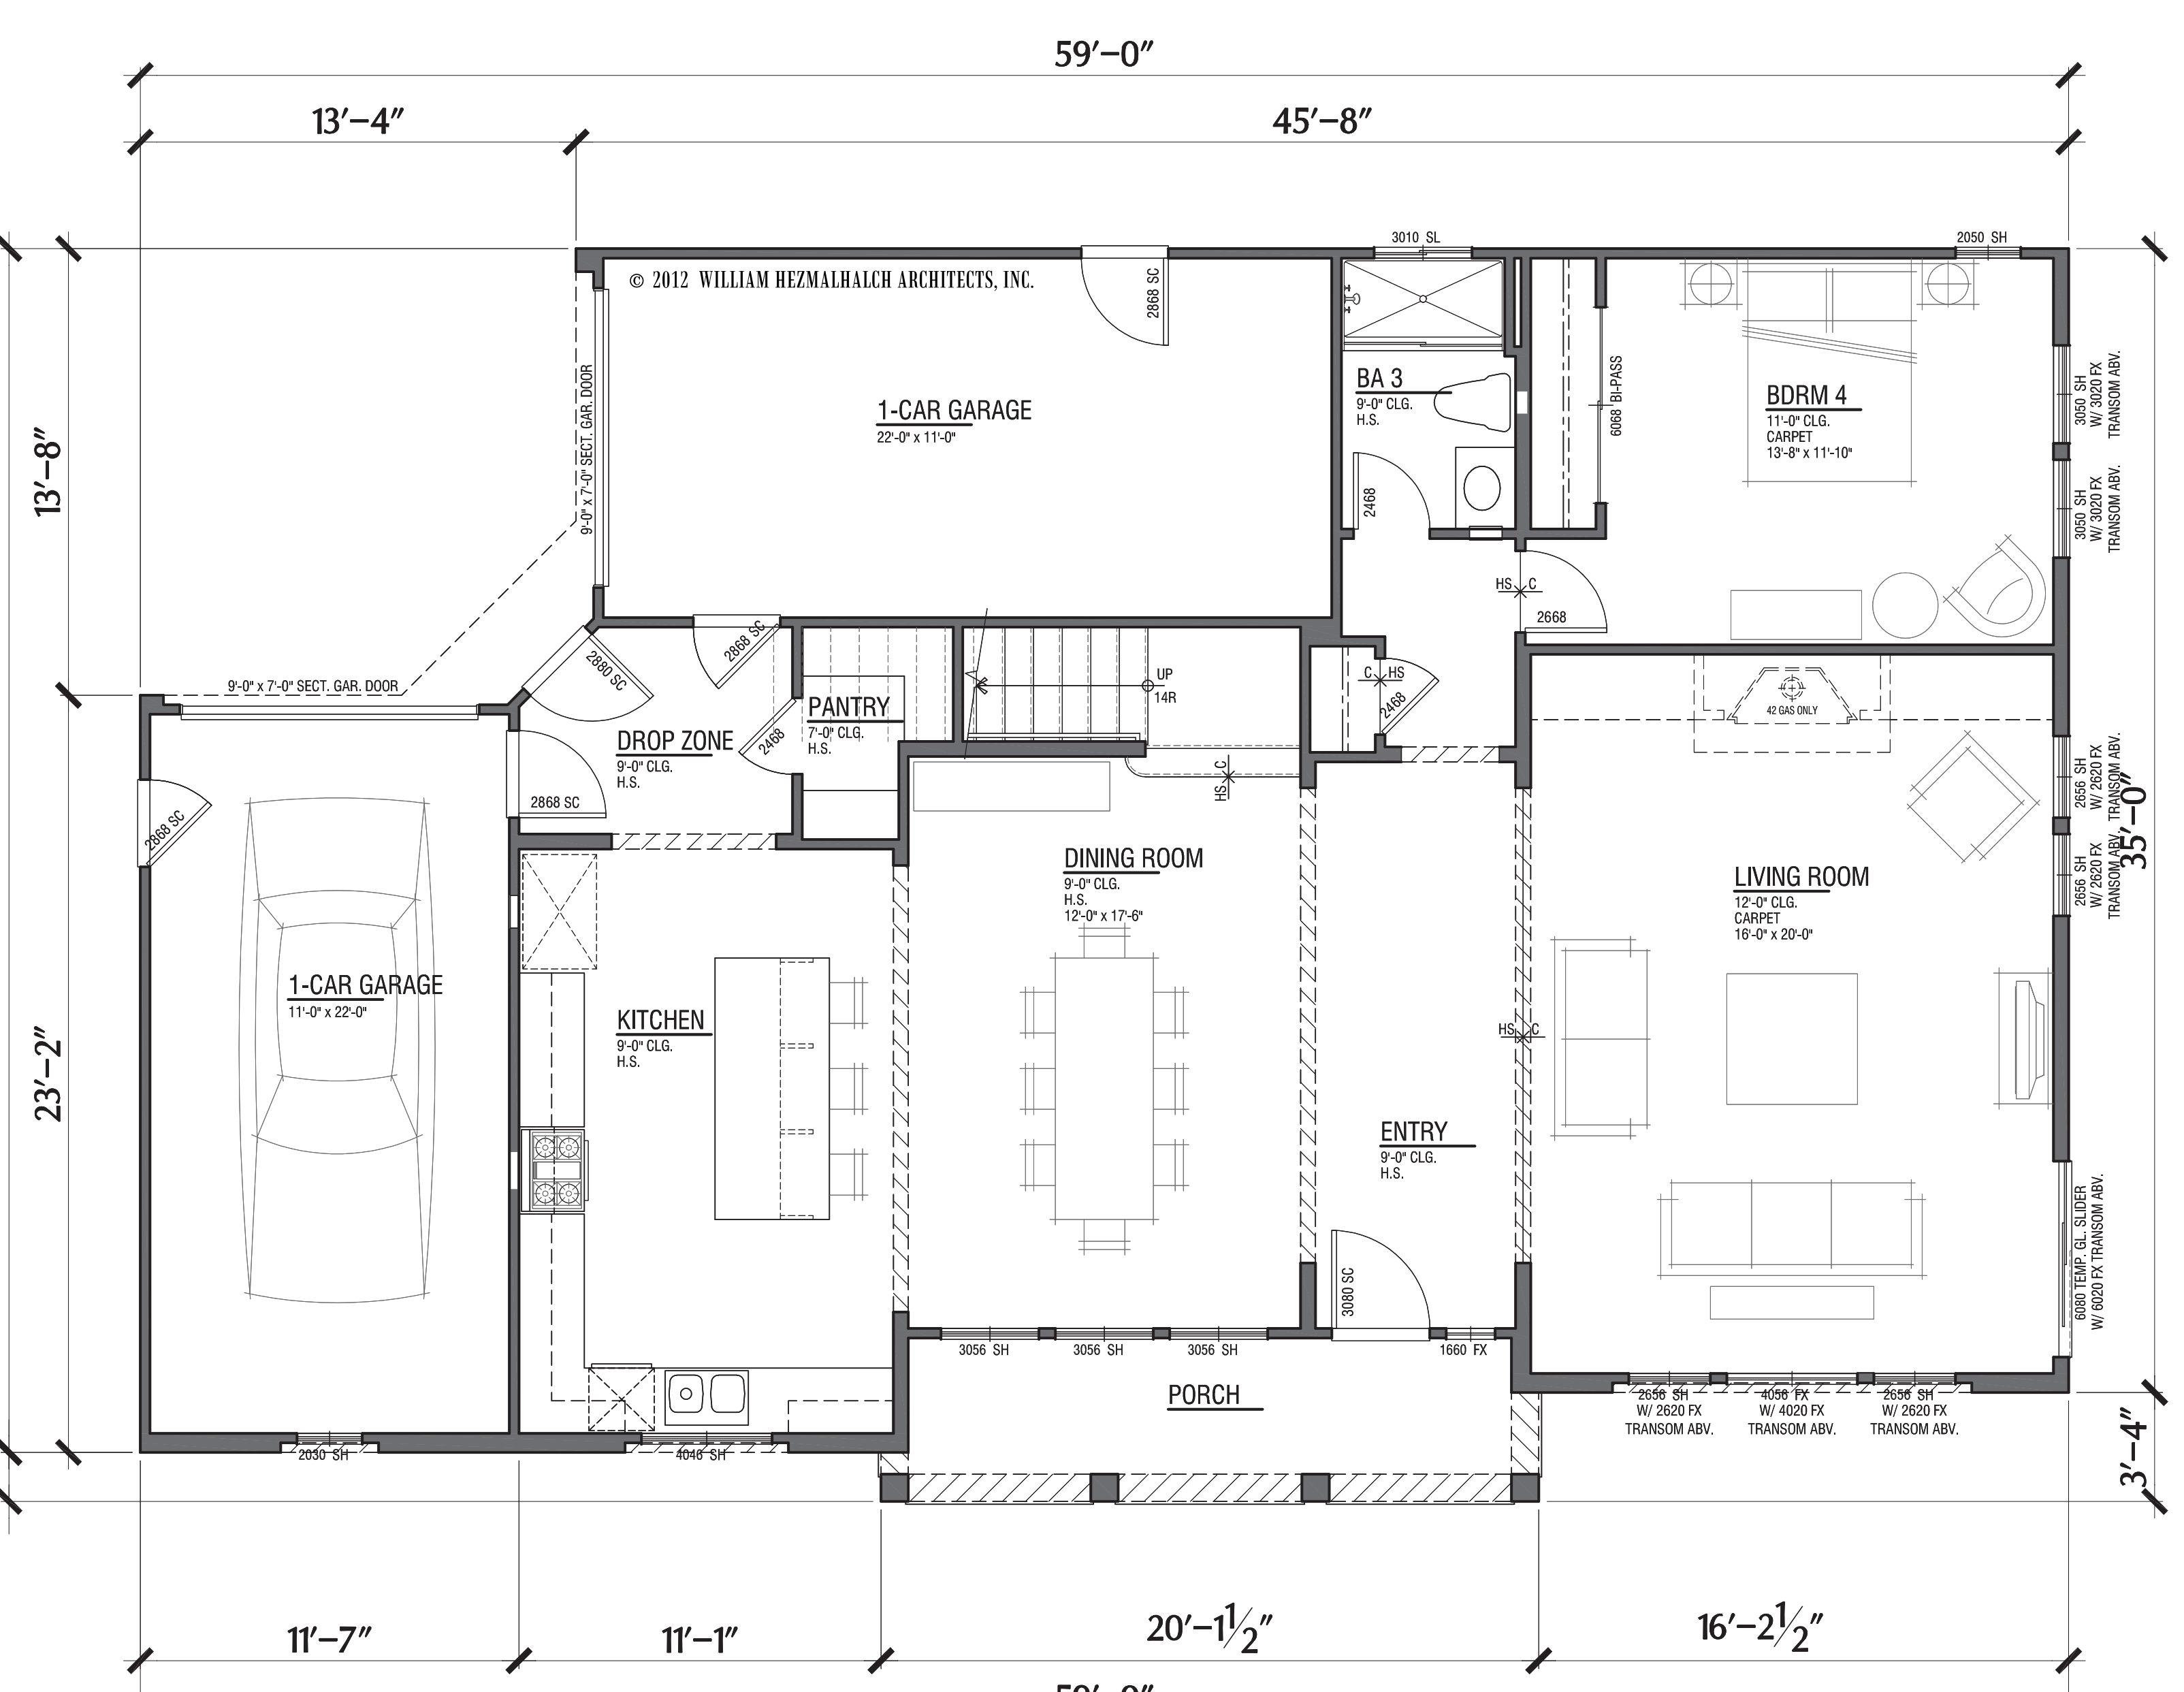 59'–0"
13'–4"
45'–8"
3010 SL
2050 SH
© 2012 WILLIAM HEZMALHALCH ARCHITECTS, INC.
2868 SC
9'-0" x 7'-0" SECT. GAR. DOOR
1-CAR GARAGE
22'-0" x 11'-0"
BA 3
9'-0" CLG.
H.S.
2468
6068 BI-PASS
BDRM 4
11'-0" CLG.
CARPET
13'-8" x 11'-10"
3050 SH
W/ 3020 FX
TRANSOM ABV.
3050 SH
W/ 3020 FX
TRANSOM ABV.
13'–8"
HS C
2668
2868 SC
2880 SC
9'-0" x 7'-0" SECT. GAR. DOOR
PANTRY
7'-0" CLG.
H.S.
2468
UP
14R
C HS
2468
42 GAS ONLY
DROP ZONE
9'-0" CLG.
H.S.
2868 SC
2868 SC
HS C
2656 SH
W/ 2620 FX
TRANSOM ABV.
2656 SH
W/ 2620 FX
TRANSOM ABV.
35'–0"
DINING ROOM
9'-0" CLG.
H.S.
12'-0" x 17'-6"
LIVING ROOM
12'-0" CLG.
CARPET
16'-0" x 20'-0"
1-CAR GARAGE
11'-0" x 22'-0"
KITCHEN
9'-0" CLG.
H.S.
HS C
23'–2"
ENTRY
9'-0" CLG.
H.S.
3080 SC
6080 TEMP. GL. SLIDER
W/ 6020 FX TRANSOM ABV.
3056 SH
3056 SH
3056 SH
1660 FX
PORCH
2656 SH
W/ 2620 FX
TRANSOM ABV.
4056 FX
W/ 4020 FX
TRANSOM ABV.
2656 SH
W/ 2620 FX
TRANSOM ABV.
2030 SH
4046 SH
3'–4"
11'–7"
11'–1"
20'–1½"
16'–2½"